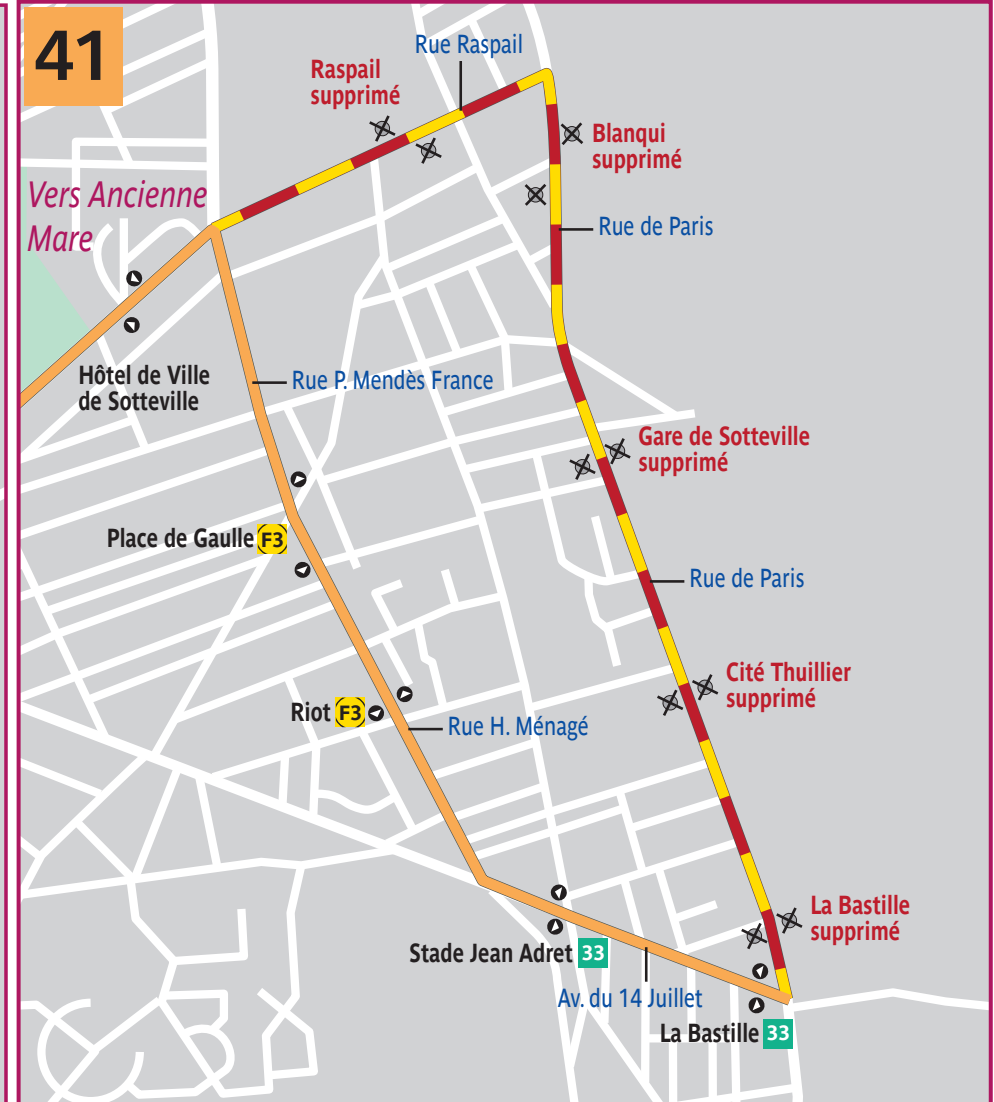 41
Rue Raspail
Raspail
supprimé
Blanqui
supprimé
Vers Ancienne
Mare
Rue de Paris
Hôtel de Ville
de Sotteville
Rue P. Mendès France
Gare de Sotteville
supprimé
Place de Gaulle F3
Rue de Paris
Cité Thuillier
supprimé
Riot F3
Rue H. Ménagé
La Bastille
supprimé
Stade Jean Adret 33
Av. du 14 Juillet
La Bastille 33